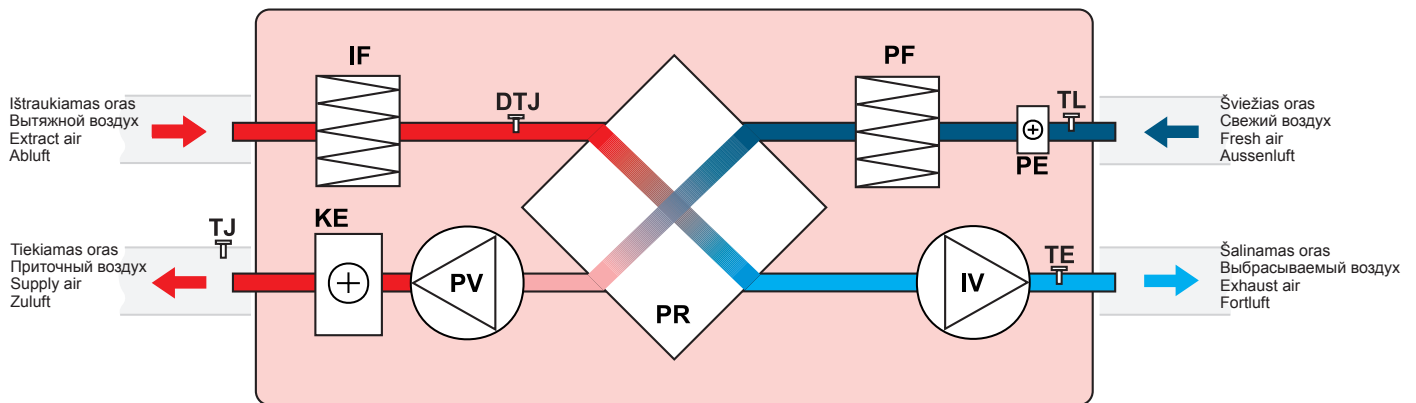 IF
PF
DTJ
TL
Ištraukiamas oras
Вытяжной воздух
Extract air
Abluft
Šviežias oras
Свежий воздух
Fresh air
Aussenluft
PE
TJ
KE
Tiekiamas oras
Приточный воздух
Supply air
Zuluft
PV
PR
IV
TE
Šalinamas oras
Выбрасываемый воздух
Exhaust air
Fortluft